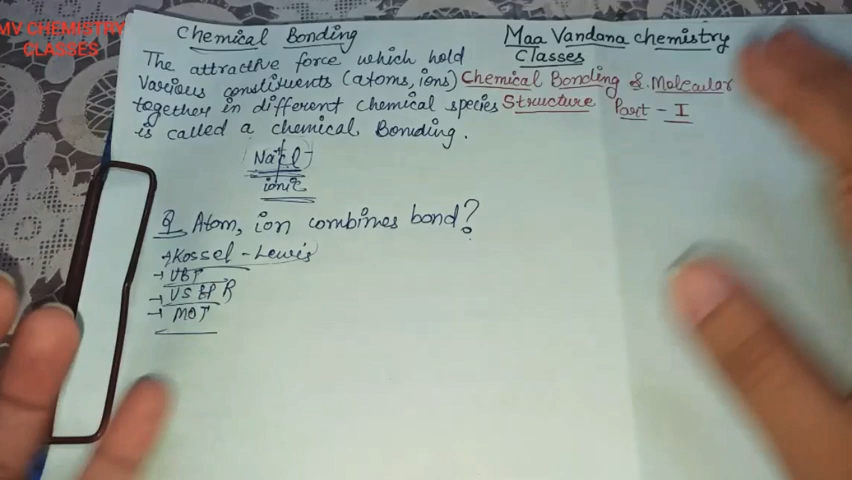 MV CHEMISTRY
CLASSES
Chemical Bonding
Maa Vandana chemistry
Classes
The attractive force which hold
various constituents (atoms, ions)
Chemical Bonding & Molecular
together in different chemical species
Structure Part - I
is called a chemical Bonding.
Na+Cl-
ionic
Q Atom, ion combines bond?
→ Kossel - Lewis
→ VBT
→ VSEPR
→ MOT